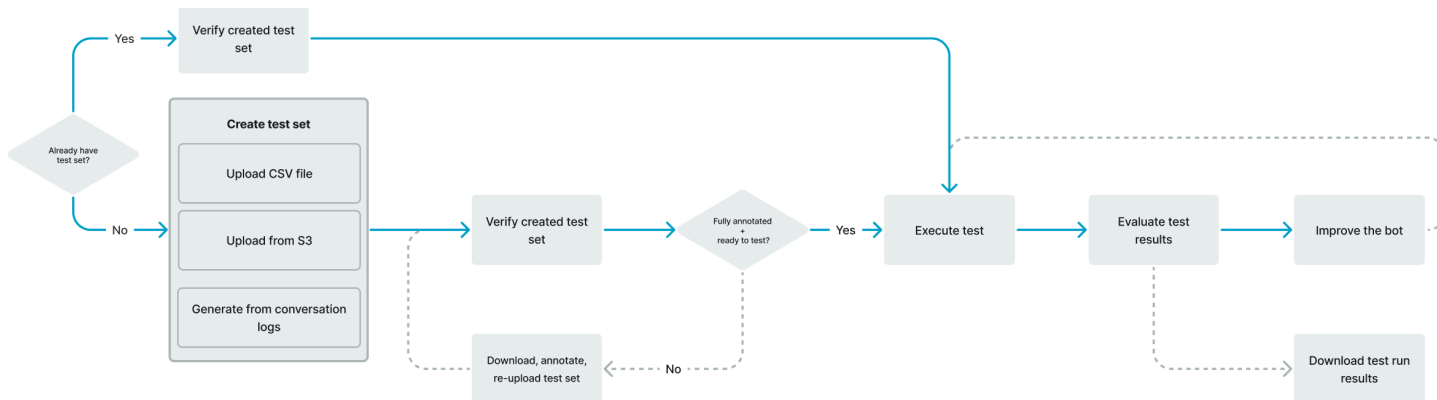 Yes
Verify created test
set
Already have
test set?
No
Create test set
Upload CSV file
Upload from S3
Generate from conversation
logs
Verify created test
set
Fully annotated
+
ready to test?
Yes
No
Download, annotate,
re-upload test set
Execute test
Evaluate test
results
Improve the bot
Download test run
results